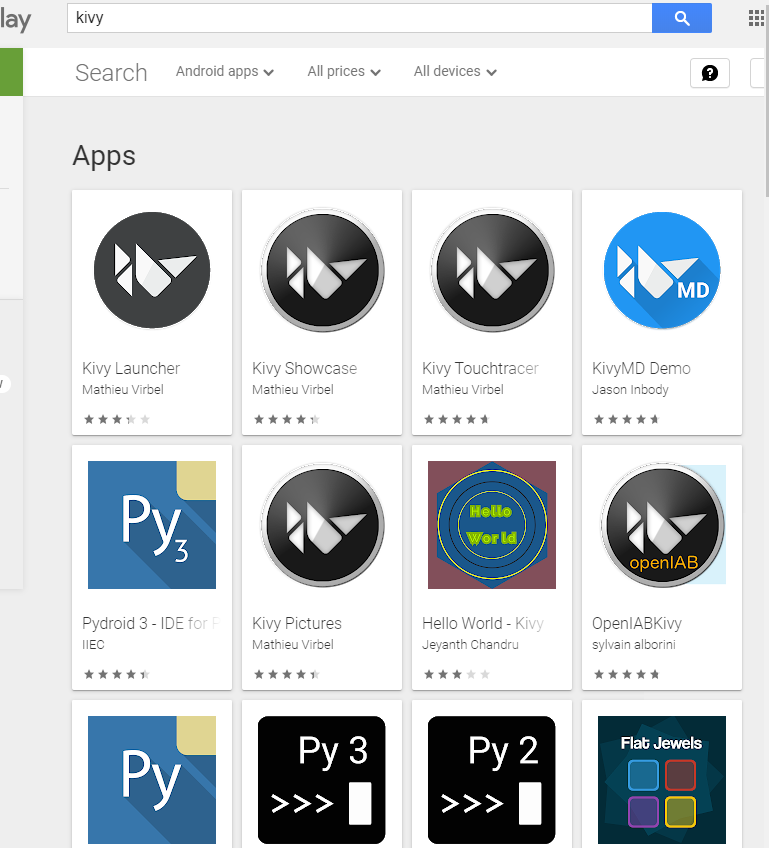 lay
kivy
Search
Android apps
All prices
All devices
Apps
MD
Kivy Launcher
Mathieu Virbel
Kivy Showcase
Mathieu Virbel
Kivy Touchtracer
Mathieu Virbel
KivyMD Demo
Jason Inbody
Py
3
Hello
World
openIAB
Pydroid 3 - IDE for P
IIEC
Kivy Pictures
Mathieu Virbel
Hello World - Kivy
Jeyanth Chandru
OpenIABKivy
sylvain alborini
Py
Py 3
>>>
Py 2
>>>
Flat Jewels